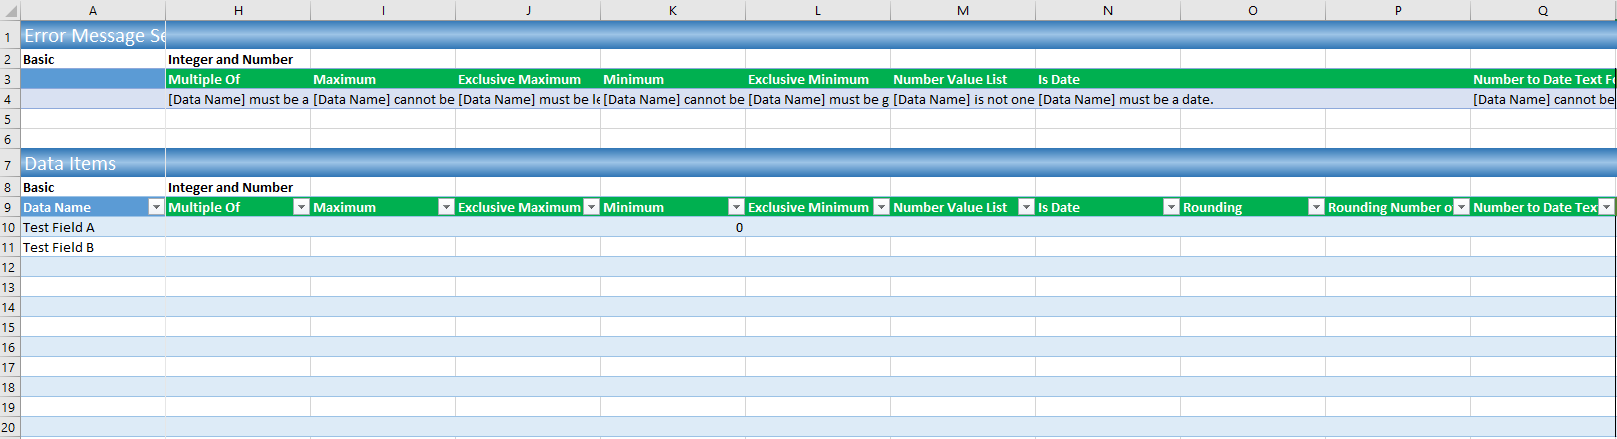 A H I J K L M N O P Q
1 Error Message Se
2 Basic Integer and Number
3 Multiple Of Maximum Exclusive Maximum Minimum Exclusive Minimum Number Value List Is Date Number to Date Text Fo
4 [Data Name] must be a [Data Name] cannot be [Data Name] must be le [Data Name] cannot be [Data Name] must be g [Data Name] is not one [Data Name] must be a date. [Data Name] cannot be
5
6
7 Data Items
8 Basic Integer and Number
9 Data Name Multiple Of Maximum Exclusive Maximum Minimum Exclusive Minimum Number Value List Is Date Rounding Rounding Number o Number to Date Tex
10 Test Field A 0
11 Test Field B
12
13
14
15
16
17
18
19
20